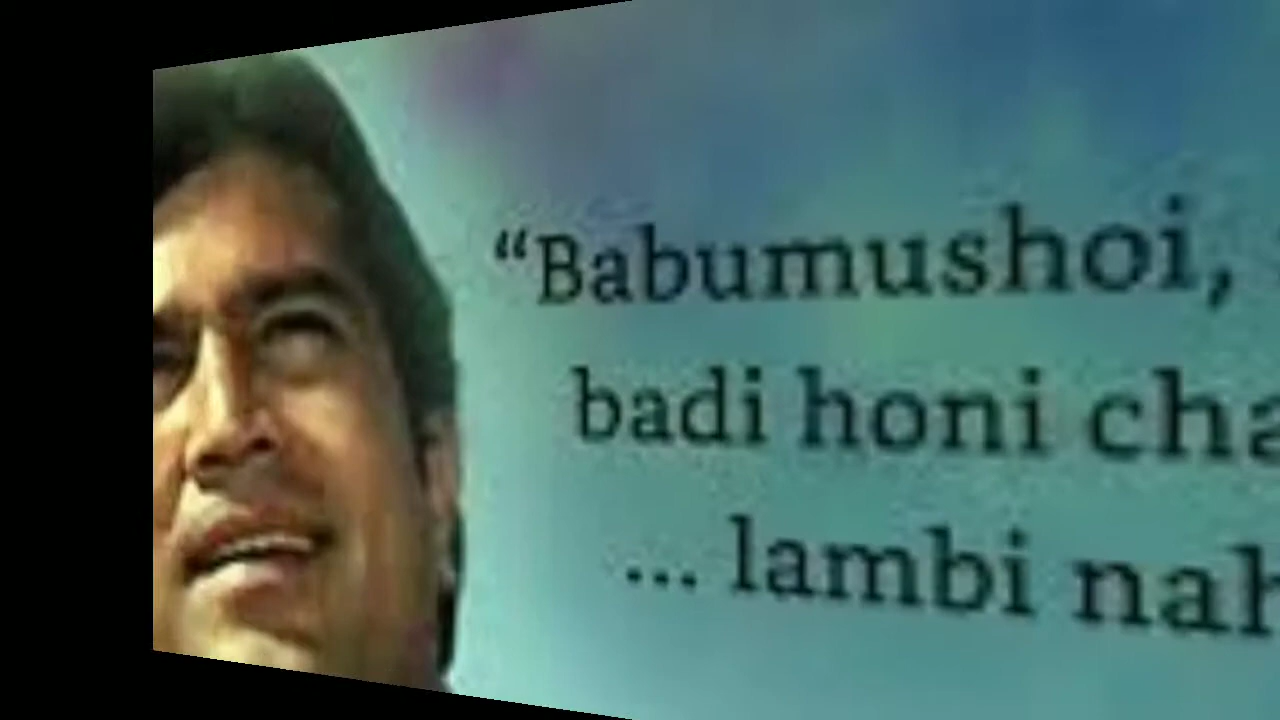 “Babumushoi,
badi honi
... lambi